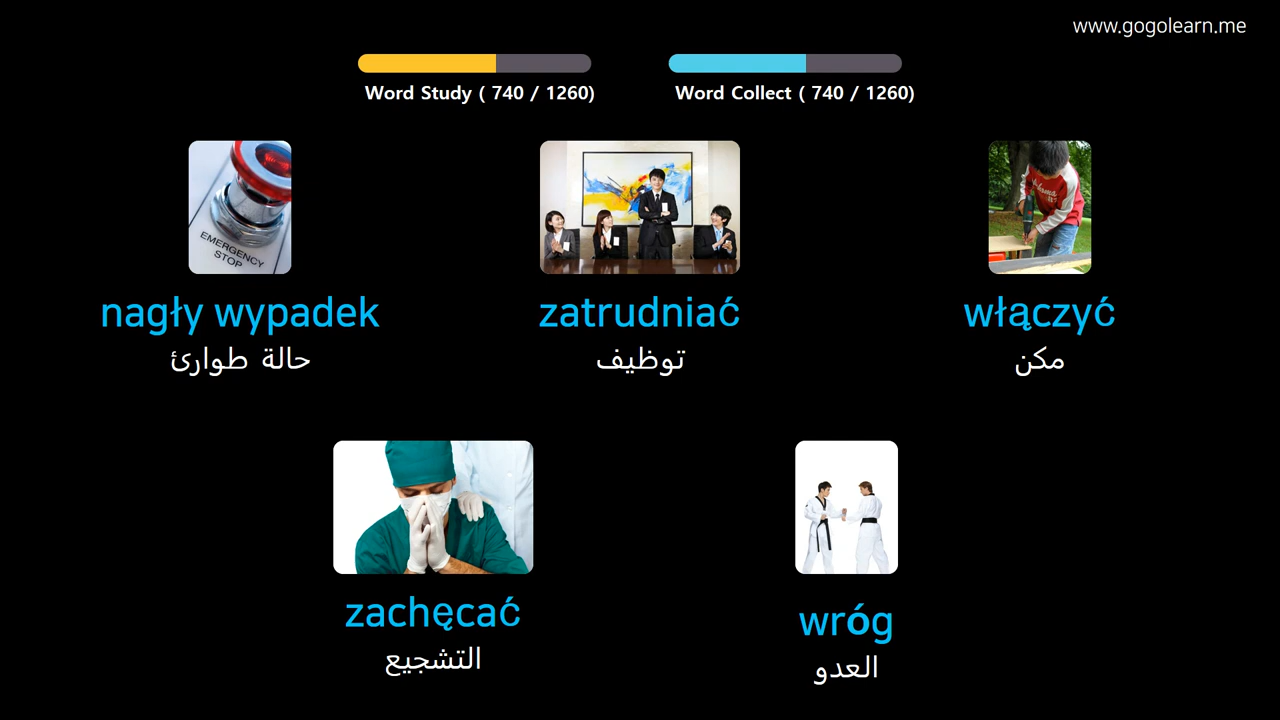 www.gogolearn.me
Word Study ( 740 / 1260)
Word Collect ( 740 / 1260)
EMERGENCY
STOP
nagły wypadek
حالة طوارئ
zatrudniać
توظيف
włączyć
مكن
zachęcać
التشجيع
wróg
العدو